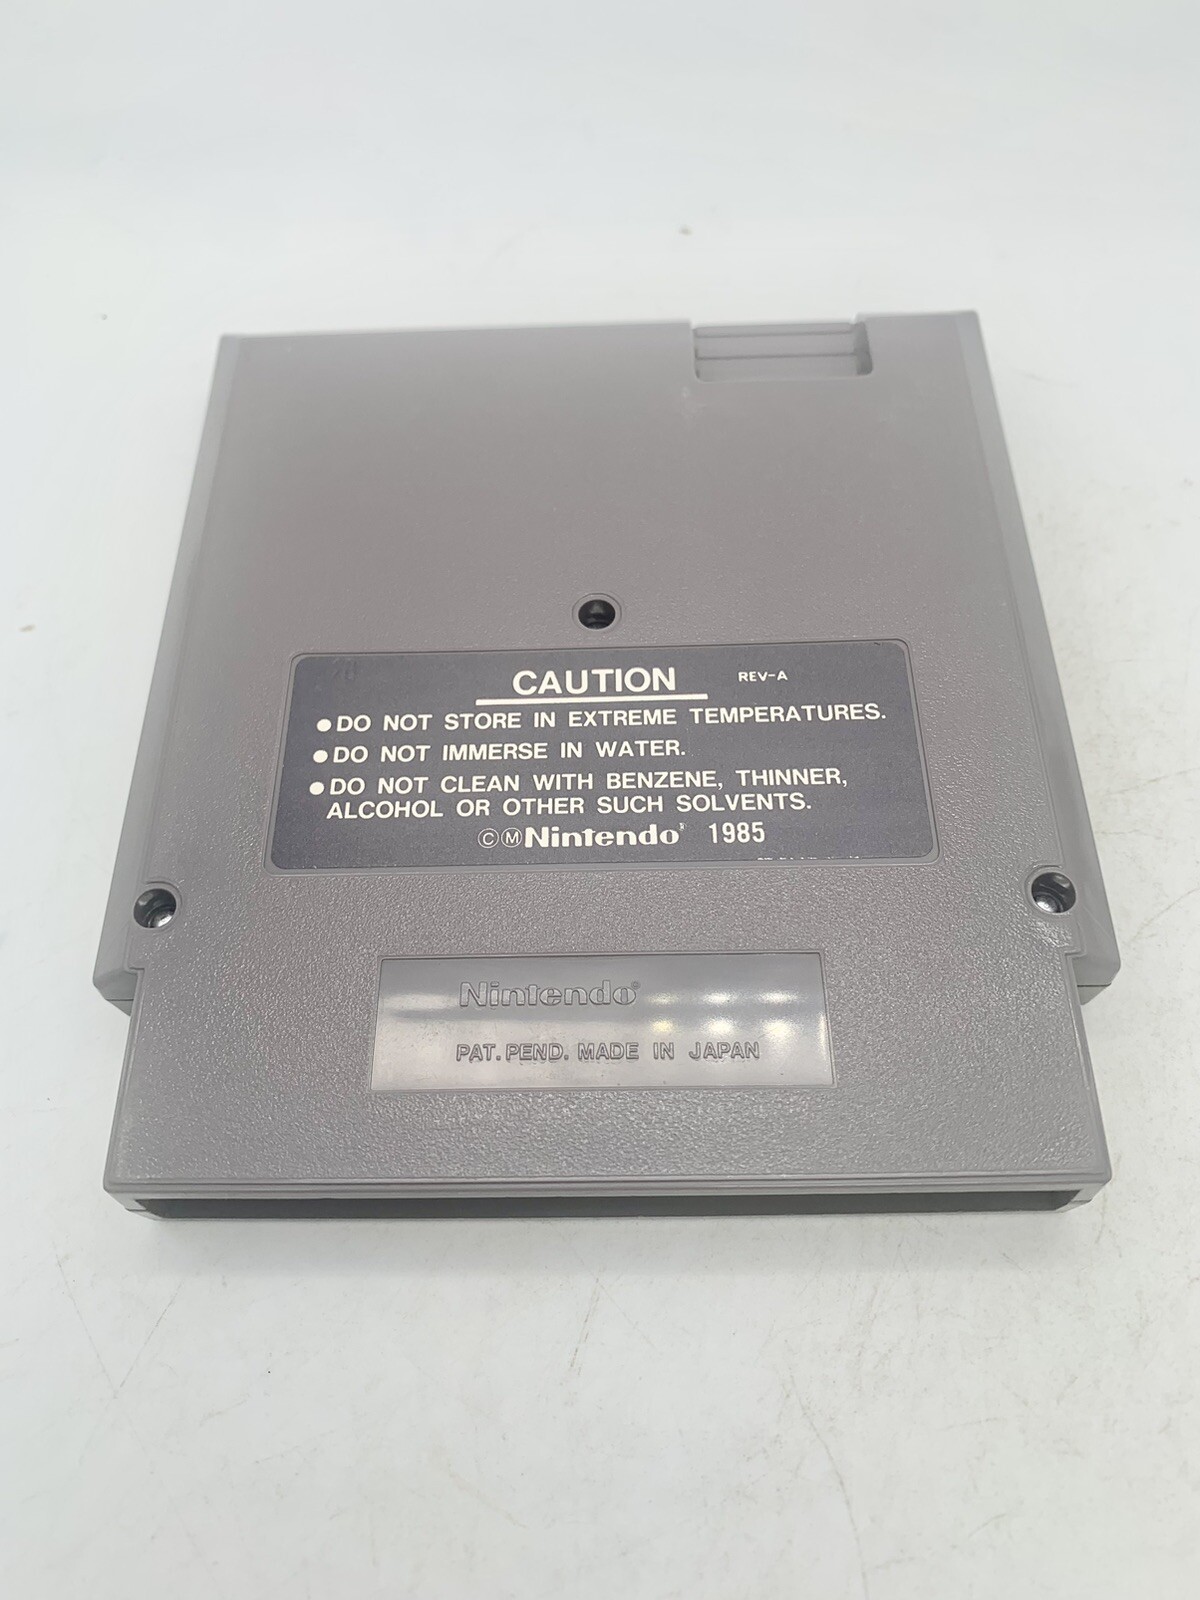 CAUTION REV-A
● DO NOT STORE IN EXTREME TEMPERATURES.
● DO NOT IMMERSE IN WATER.
● DO NOT CLEAN WITH BENZENE, THINNER,
ALCOHOL OR OTHER SUCH SOLVENTS.
ⒸⓂNintendo® 1985
Nintendo®
PAT. PEND. MADE IN JAPAN